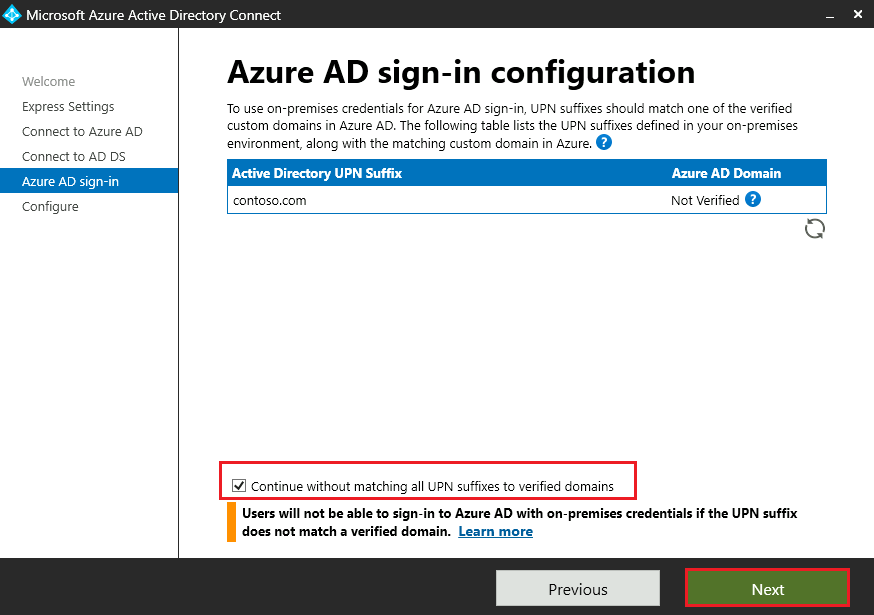 Microsoft Azure Active Directory Connect
Welcome
Express Settings
Connect to Azure AD
Connect to AD DS
Azure AD sign-in
Configure
Azure AD sign-in configuration
To use on-premises credentials for Azure AD sign-in, UPN suffixes should match one of the verified
custom domains in Azure AD. The following table lists the UPN suffixes defined in your on-premises
environment, along with the matching custom domain in Azure. ?
Active Directory UPN Suffix Azure AD Domain
contoso.com Not Verified ?
Continue without matching all UPN suffixes to verified domains
Users will not be able to sign-in to Azure AD with on-premises credentials if the UPN suffix
does not match a verified domain. Learn more
Previous Next